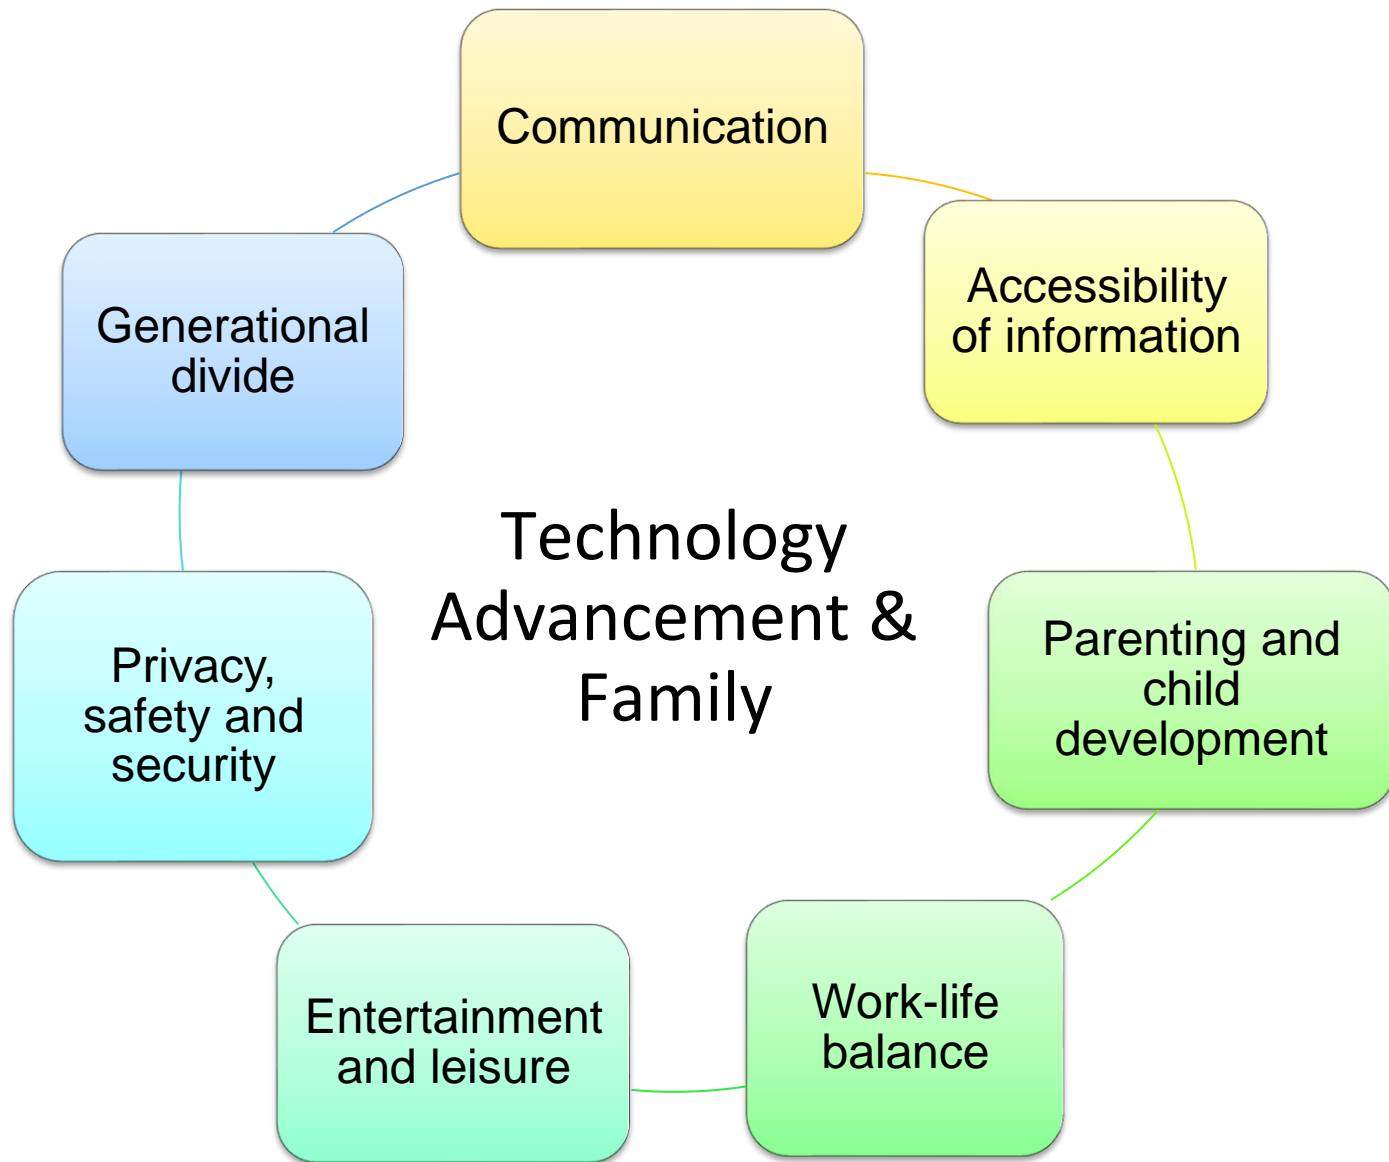 Communication
Accessibility
of information
Generational
divide
Technology
Advancement &
Family
Parenting and
child
development
Privacy,
safety and
security
Work-life
balance
Entertainment
and leisure